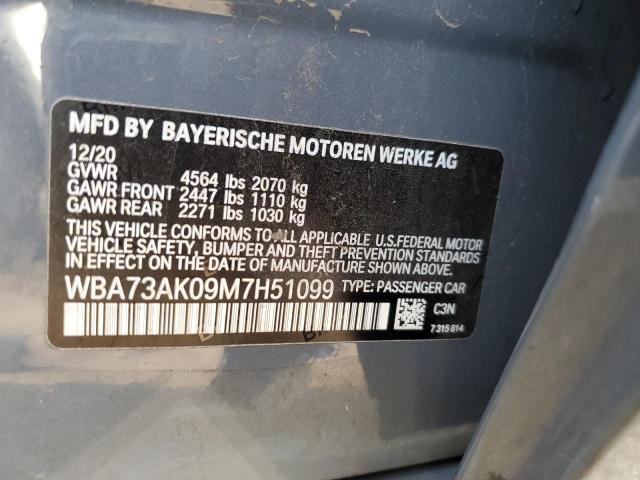 MFD BY BAYERISCHE MOTOREN WERKE AG
12/20
GVWR 4564 lbs 2070 kg
GAWR FRONT 2447 lbs 1110 kg
GAWR REAR 2271 lbs 1030 kg
THIS VEHICLE CONFORMS TO ALL APPLICABLE U.S.FEDERAL MOTOR
VEHICLE SAFETY, BUMPER AND THEFT PREVENTION STANDARDS
IN EFFECT ON THE DATE OF MANUFACTURE SHOWN ABOVE.
WBA73AK09M7H51099 TYPE: PASSENGER CAR
C3N
7315814